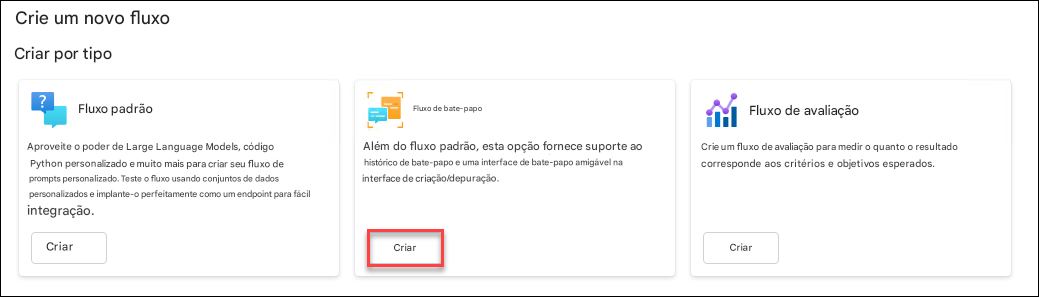 Crie um novo fluxo
Criar por tipo
Fluxo padrão
Aproveite o poder de Large Language Models, código
Python personalizado e muito mais para criar seu fluxo de
prompts personalizado. Teste o fluxo usando conjuntos de dados
personalizados e implante-o perfeitamente como um endpoint para fácil
integração.
Criar
Fluxo de bate-papo
Além do fluxo padrão, esta opção fornece suporte ao
histórico de bate-papo e uma interface de bate-papo amigável na
interface de criação/depuração.
Criar
Fluxo de avaliação
Crie um fluxo de avaliação para medir o quanto o resultado
corresponde aos critérios e objetivos esperados.
Criar